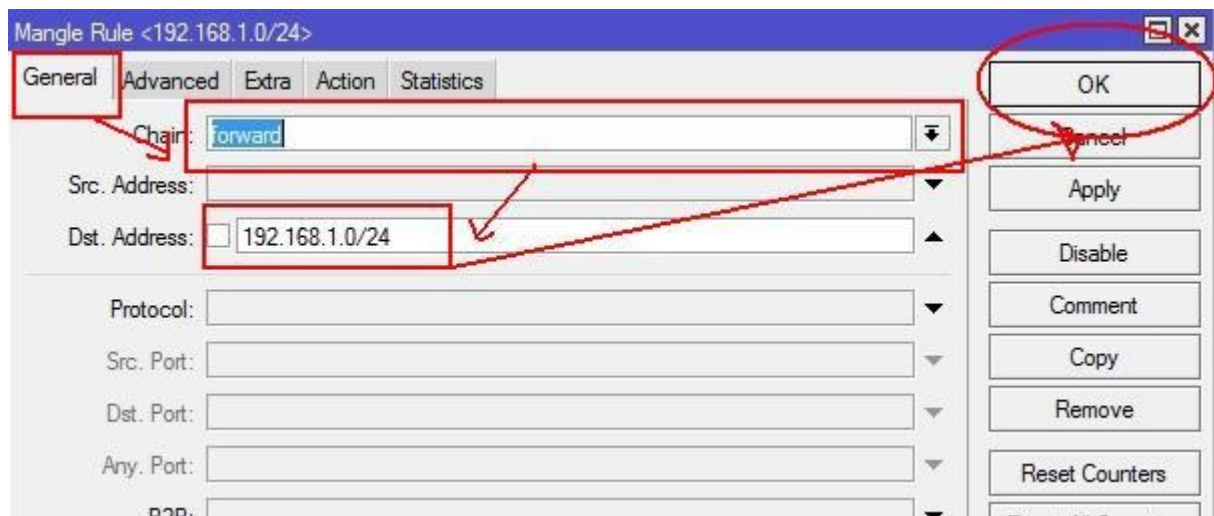 Mangle Rule <192.168.1.0/24>
General Advanced Extra Action Statistics
OK
Chain: forward
Cancel
Src. Address:
Apply
Dst. Address: 192.168.1.0/24
Disable
Protocol:
Comment
Src. Port:
Copy
Dst. Port:
Remove
Any. Port:
Reset Counters
P2P: